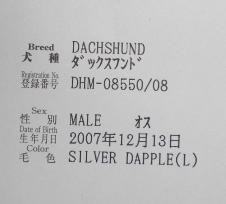 Breed DACHSHUND
犬種 ﾀﾞｯｸｽﾌﾝﾄﾞ
Registration No.
登録番号 DHM-08550/08
Sex
性別 MALE ｵｽ
Date of Birth
生年月日 2007年12月13日
Color
毛色 SILVER DAPPLE(L)